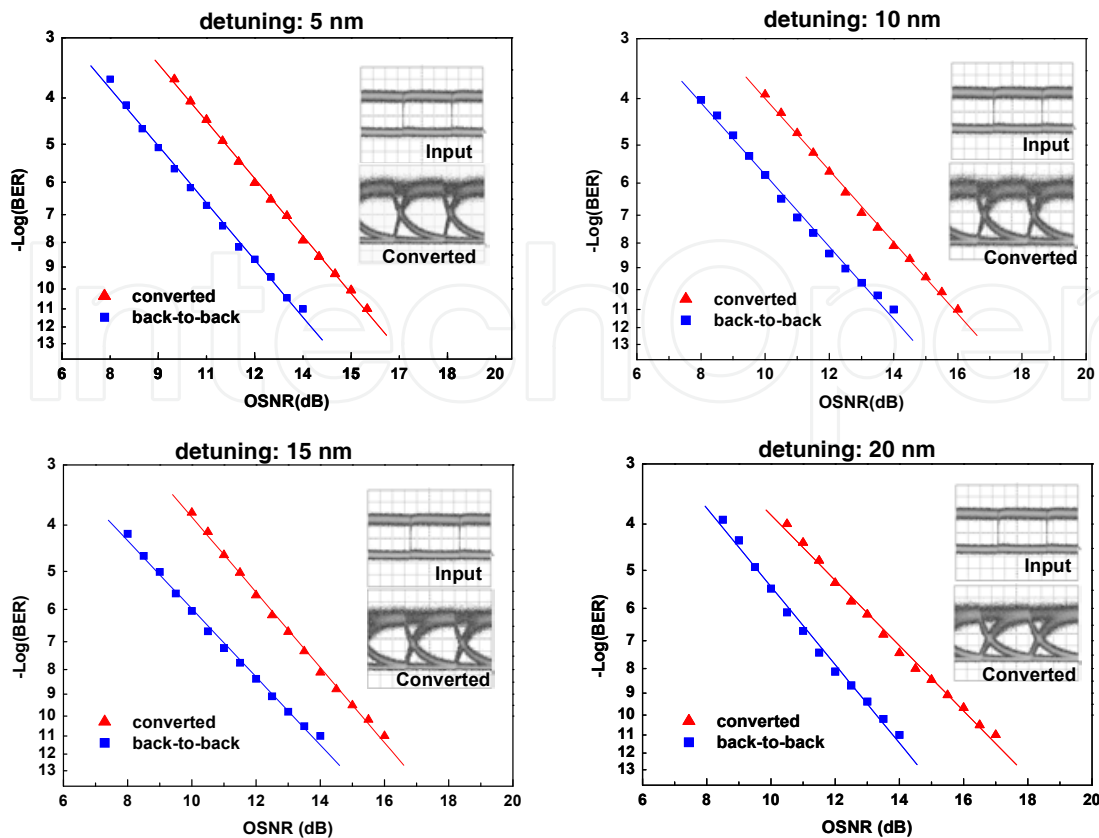 detuning: 5 nm
3
4
5
6
7
8
9
10
11
12
13
-Log(BER)
Input
Converted
converted
back-to-back
6 8 9 11 12 14 15 17 18 20
OSNR(dB)
detuning: 10 nm
3
4
5
6
7
8
9
10
11
12
13
-Log(BER)
Input
Converted
converted
back-to-back
6 8 10 12 14 16 18 20
OSNR(dB)
IntechOpen
detuning: 15 nm
3
4
5
6
7
8
9
10
11
12
13
-Log(BER)
Input
Converted
converted
back-to-back
6 8 10 12 14 16 18 20
OSNR (dB)
detuning: 20 nm
3
4
5
6
7
8
9
10
11
12
13
-Log(BER)
Input
Converted
converted
back-to-back
6 8 10 12 14 16 18 20
OSNR (dB)